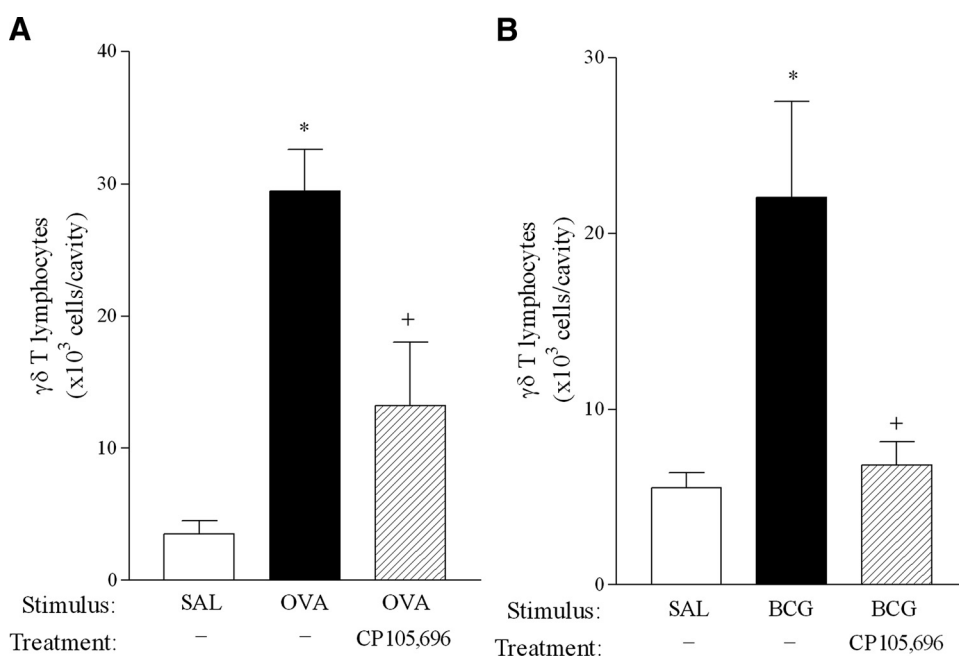 A
γδ T lymphocytes
(x10³ cells/cavity)
40
30
20
10
0
*
+
Stimulus: SAL OVA OVA
Treatment: – – CP105,696
B
γδ T lymphocytes
(x10³ cells/cavity)
30
20
10
0
*
+
Stimulus: SAL BCG BCG
Treatment: – – CP105,696